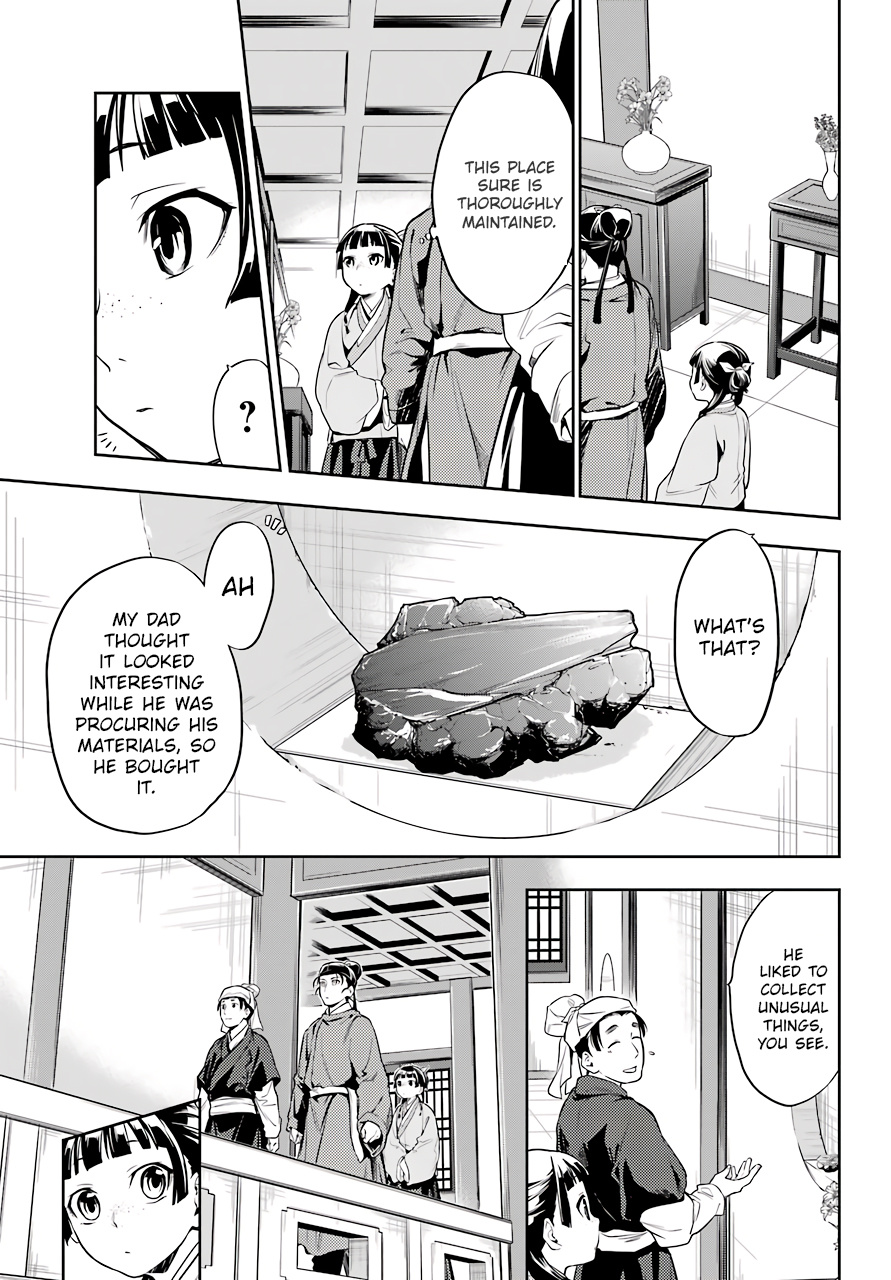 THIS PLACE
SURE IS
THOROUGHLY
MAINTAINED.
?
WHAT'S
THAT?
AH
MY DAD
THOUGHT
IT LOOKED
INTERESTING
WHILE HE WAS
PROCURING HIS
MATERIALS, SO
HE BOUGHT
IT.
HE
LIKED TO
COLLECT
UNUSUAL
THINGS,
YOU SEE.